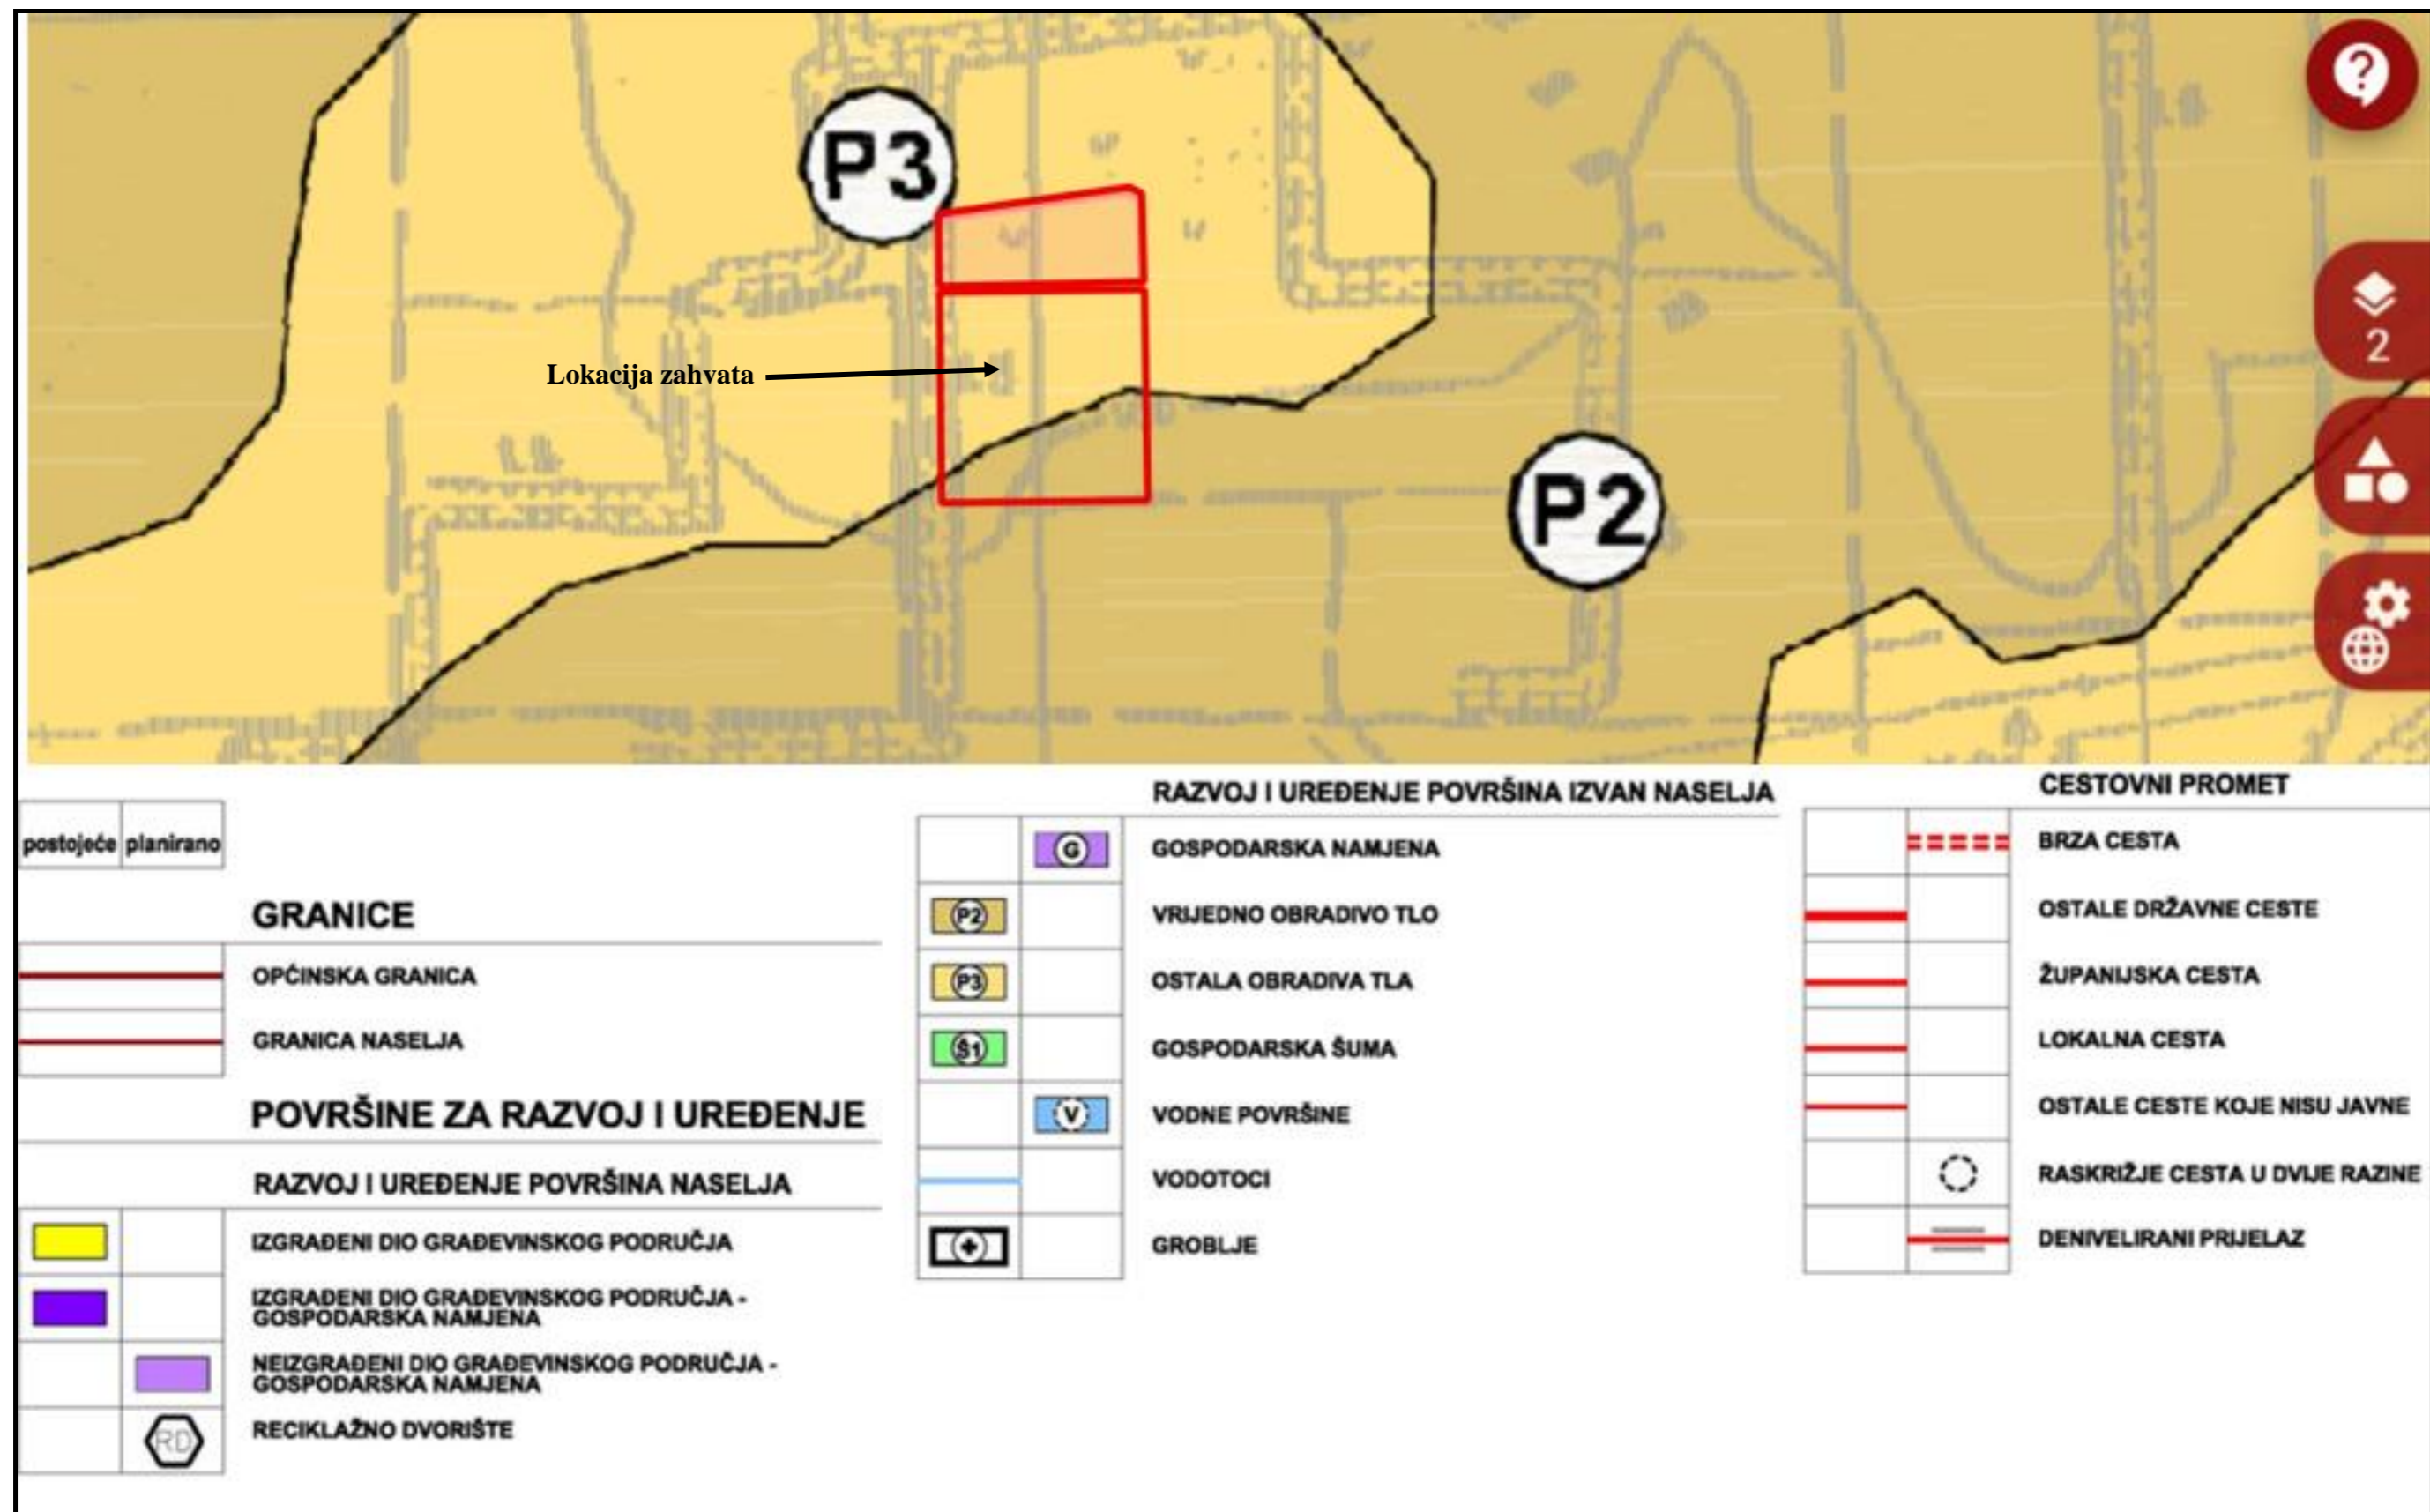 P3
Lokacija zahvata
P2
?
2
postojeće planirano
GRANICE
OPĆINSKA GRANICA
GRANICA NASELJA
POVRŠINE ZA RAZVOJ I UREĐENJE
RAZVOJ I UREĐENJE POVRŠINA NASELJA
IZGRAĐENI DIO GRAĐEVINSKOG PODRUČJA
IZGRAĐENI DIO GRAĐEVINSKOG PODRUČJA -
GOSPODARSKA NAMJENA
NEIZGRAĐENI DIO GRAĐEVINSKOG PODRUČJA -
GOSPODARSKA NAMJENA
RD RECIKLAŽNO DVORIŠTE
RAZVOJ I UREĐENJE POVRŠINA IZVAN NASELJA
G GOSPODARSKA NAMJENA
P2 VRIJEDNO OBRADIVO TLO
P3 OSTALA OBRADIVA TLA
Š1 GOSPODARSKA ŠUMA
V VODNE POVRŠINE
VODOTOCI
GROBLJE
CESTOVNI PROMET
BRZA CESTA
OSTALE DRŽAVNE CESTE
ŽUPANIJSKA CESTA
LOKALNA CESTA
OSTALE CESTE KOJE NISU JAVNE
RASKRIŽJE CESTA U DVIJE RAZINE
DENIVELIRANI PRIJELAZ